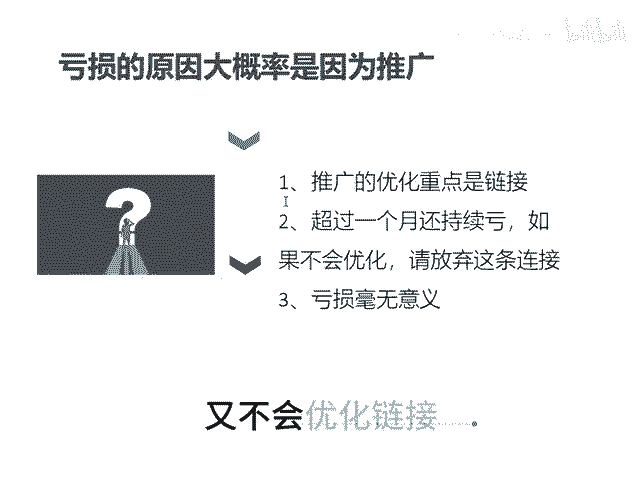 亏损的原因大概率是因为推广
1、推广的优化重点是链接
2、超过一个月还持续亏，如
果不会优化，请放弃这条连接
3、亏损毫无意义
又不会优化链接